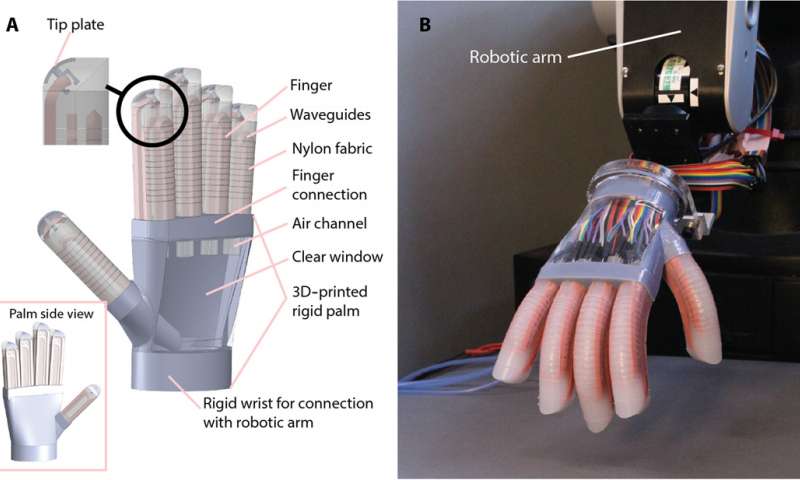 A
Tip plate
Finger
Waveguides
Nylon fabric
Finger
connection
Air channel
Clear window
3D-printed
rigid palm
Palm side view
Rigid wrist for connection
with robotic arm
B
Robotic arm